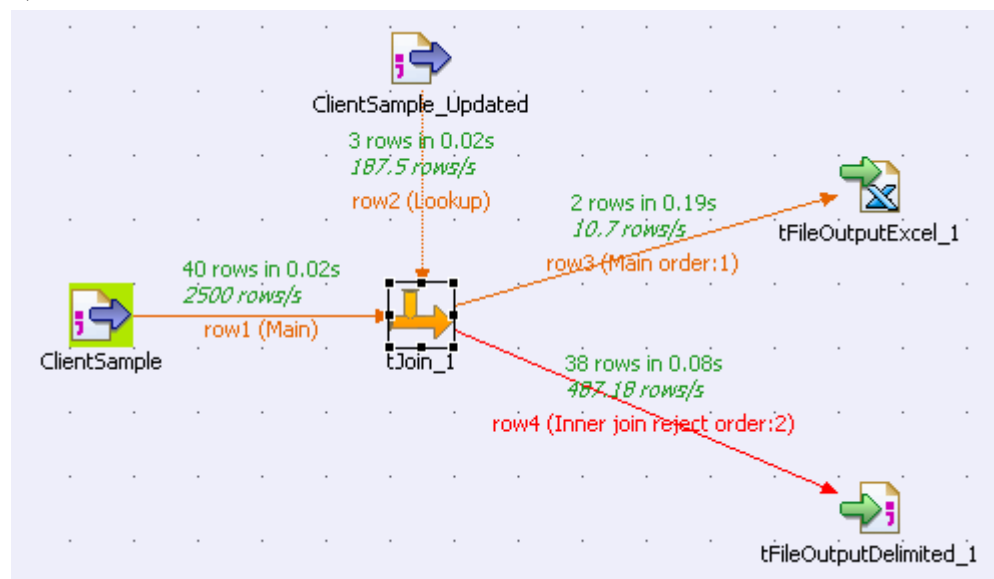 ClientSample_Updated
3 rows in 0.02s
187.5 rows/s
row2 (Lookup)
2 rows in 0.19s
10.7 rows/s
row3 (Main order:1)
tFileOutputExcel_1
40 rows in 0.02s
2500 rows/s
row1 (Main)
ClientSample
tJoin_1
38 rows in 0.08s
487.18 rows/s
row4 (Inner join reject order:2)
tFileOutputDelimited_1